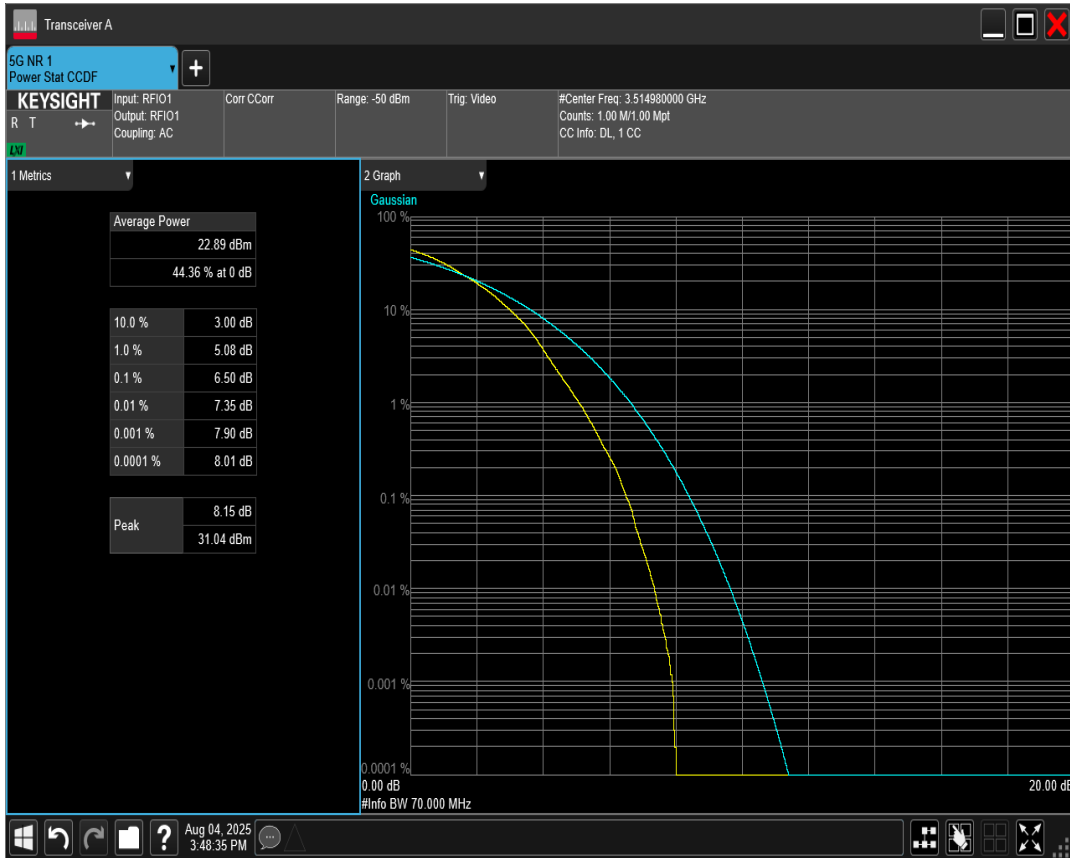 Transceiver A
5G NR 1
Power Stat CCDF
+
KEYSIGHT
R T
LXI
Input: RFIO1
Output: RFIO1
Coupling: AC
Corr CCorr
Range: -50 dBm
Trig: Video
#Center Freq: 3.514980000 GHz
Counts: 1.00 M/1.00 Mpt
CC Info: DL, 1 CC
1 Metrics
Average Power
22.89 dBm
44.36 % at 0 dB
10.0 % 3.00 dB
1.0 % 5.08 dB
0.1 % 6.50 dB
0.01 % 7.35 dB
0.001 % 7.90 dB
0.0001 % 8.01 dB
Peak 8.15 dB
31.04 dBm
2 Graph
Gaussian
100 %
10 %
1 %
0.1 %
0.01 %
0.001 %
0.0001 %
0.00 dB 20.00 dB
#Info BW 70.000 MHz
? Aug 04, 2025
3:48:35 PM